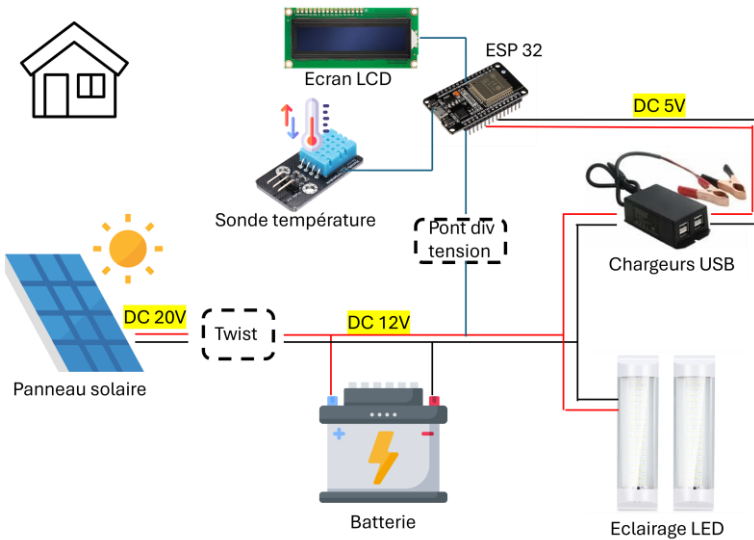 ESP 32
Ecran LCD
DC 5V
Sonde température
Pont div
tension
Chargeurs USB
DC 20V
Twist
DC 12V
Panneau solaire
+
-
Batterie
Eclairage LED